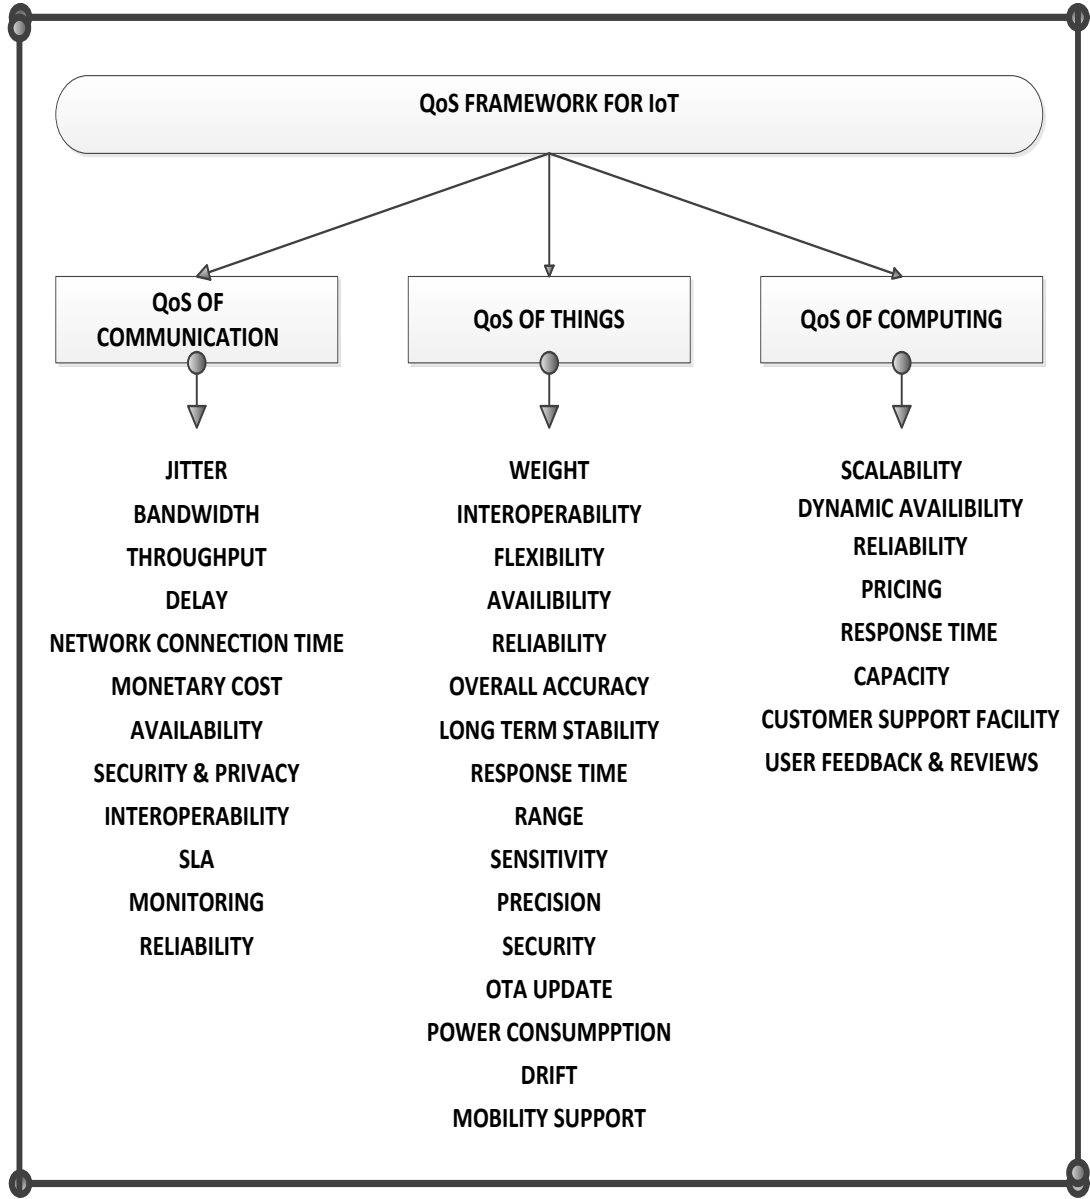 QoS FRAMEWORK FOR IoT
QoS OF
COMMUNICATION
JITTER
BANDWIDTH
THROUGHPUT
DELAY
NETWORK CONNECTION TIME
MONETARY COST
AVAILABILITY
SECURITY & PRIVACY
INTEROPERABILITY
SLA
MONITORING
RELIABILITY
QoS OF THINGS
WEIGHT
INTEROPERABILITY
FLEXIBILITY
AVAILIBILITY
RELIABILITY
OVERALL ACCURACY
LONG TERM STABILITY
RESPONSE TIME
RANGE
SENSITIVITY
PRECISION
SECURITY
OTA UPDATE
POWER CONSUMPPTION
DRIFT
MOBILITY SUPPORT
QoS OF COMPUTING
SCALABILITY
DYNAMIC AVAILIBILITY
RELIABILITY
PRICING
RESPONSE TIME
CAPACITY
CUSTOMER SUPPORT FACILITY
USER FEEDBACK & REVIEWS